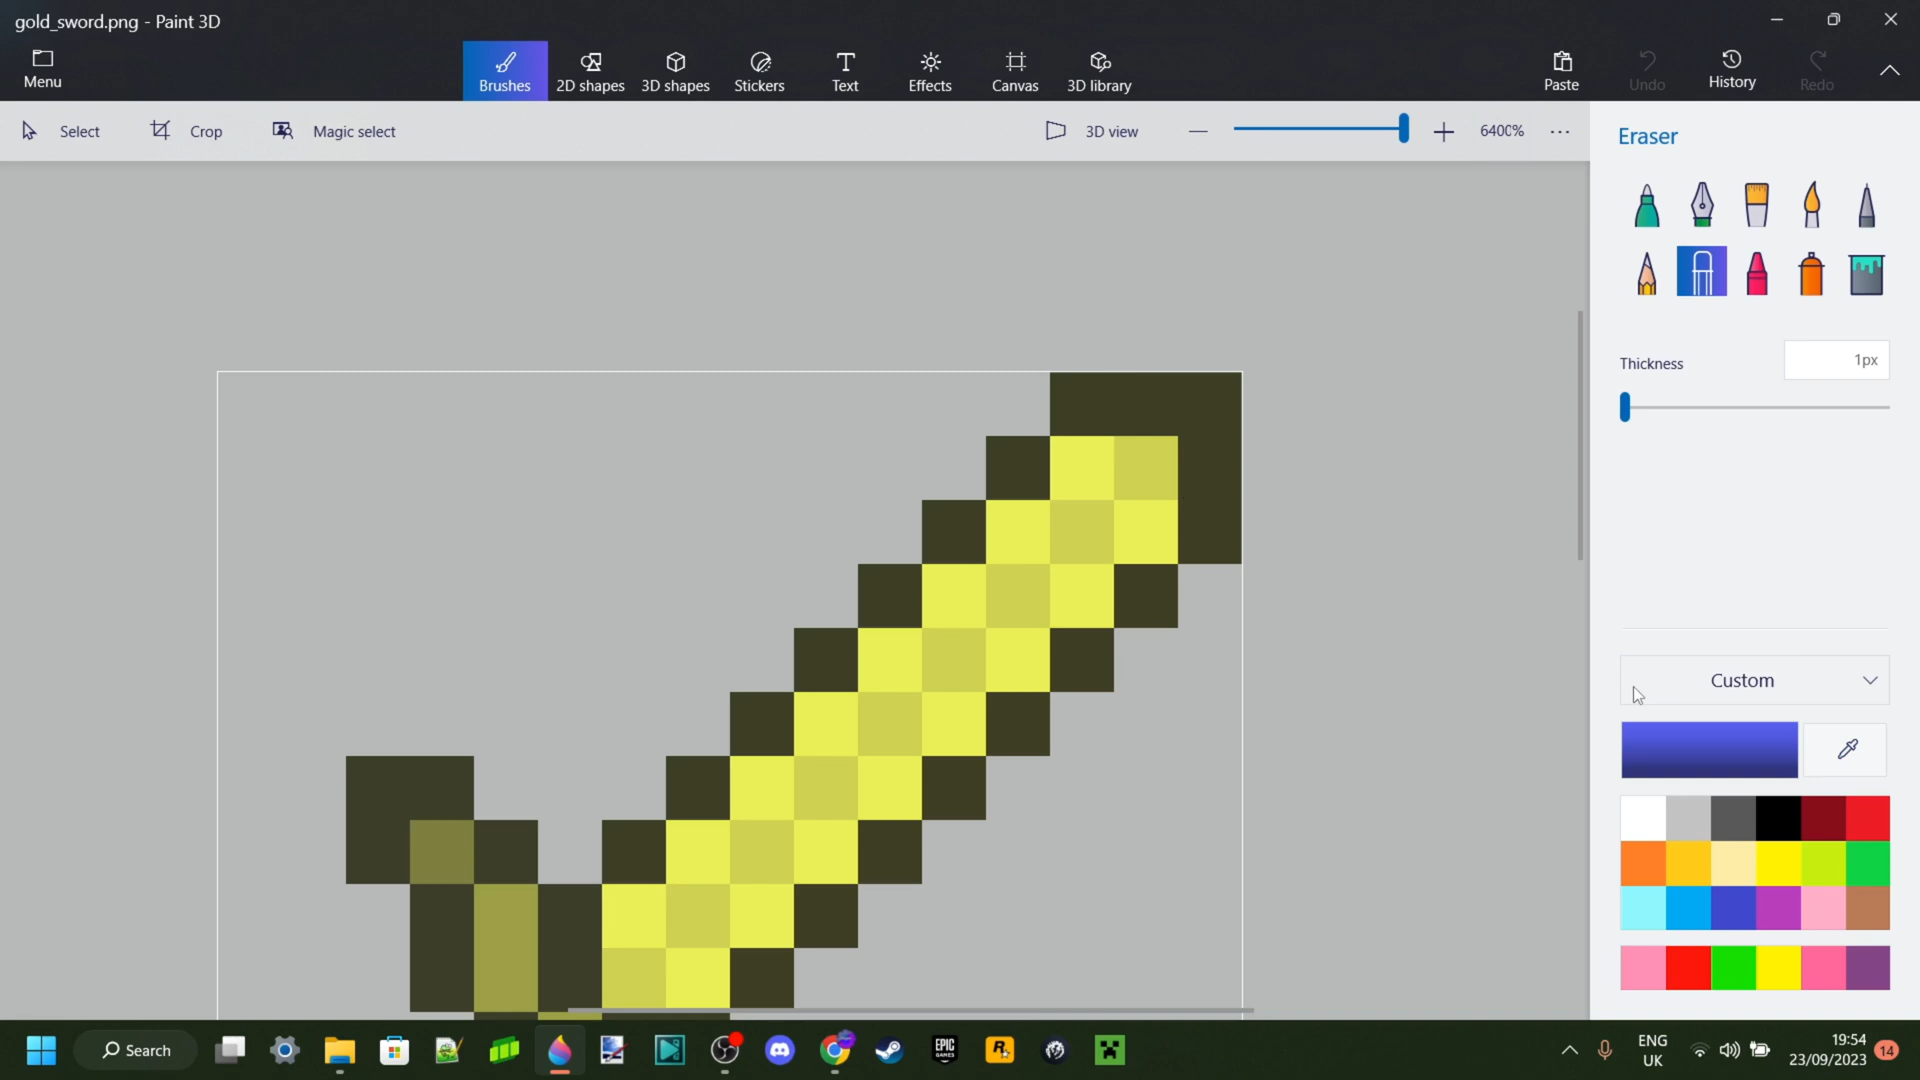 gold_sword.png - Paint 3D
Menu
Brushes
2D shapes
3D shapes
Stickers
Text
Effects
Canvas
3D library
Paste
Undo
History
Redo
Select
Crop
Magic select
3D view
6400%
Eraser
Thickness
1px
Custom
Search
EPIC GAMES
R
ENG
UK
19:54
23/09/2023
14